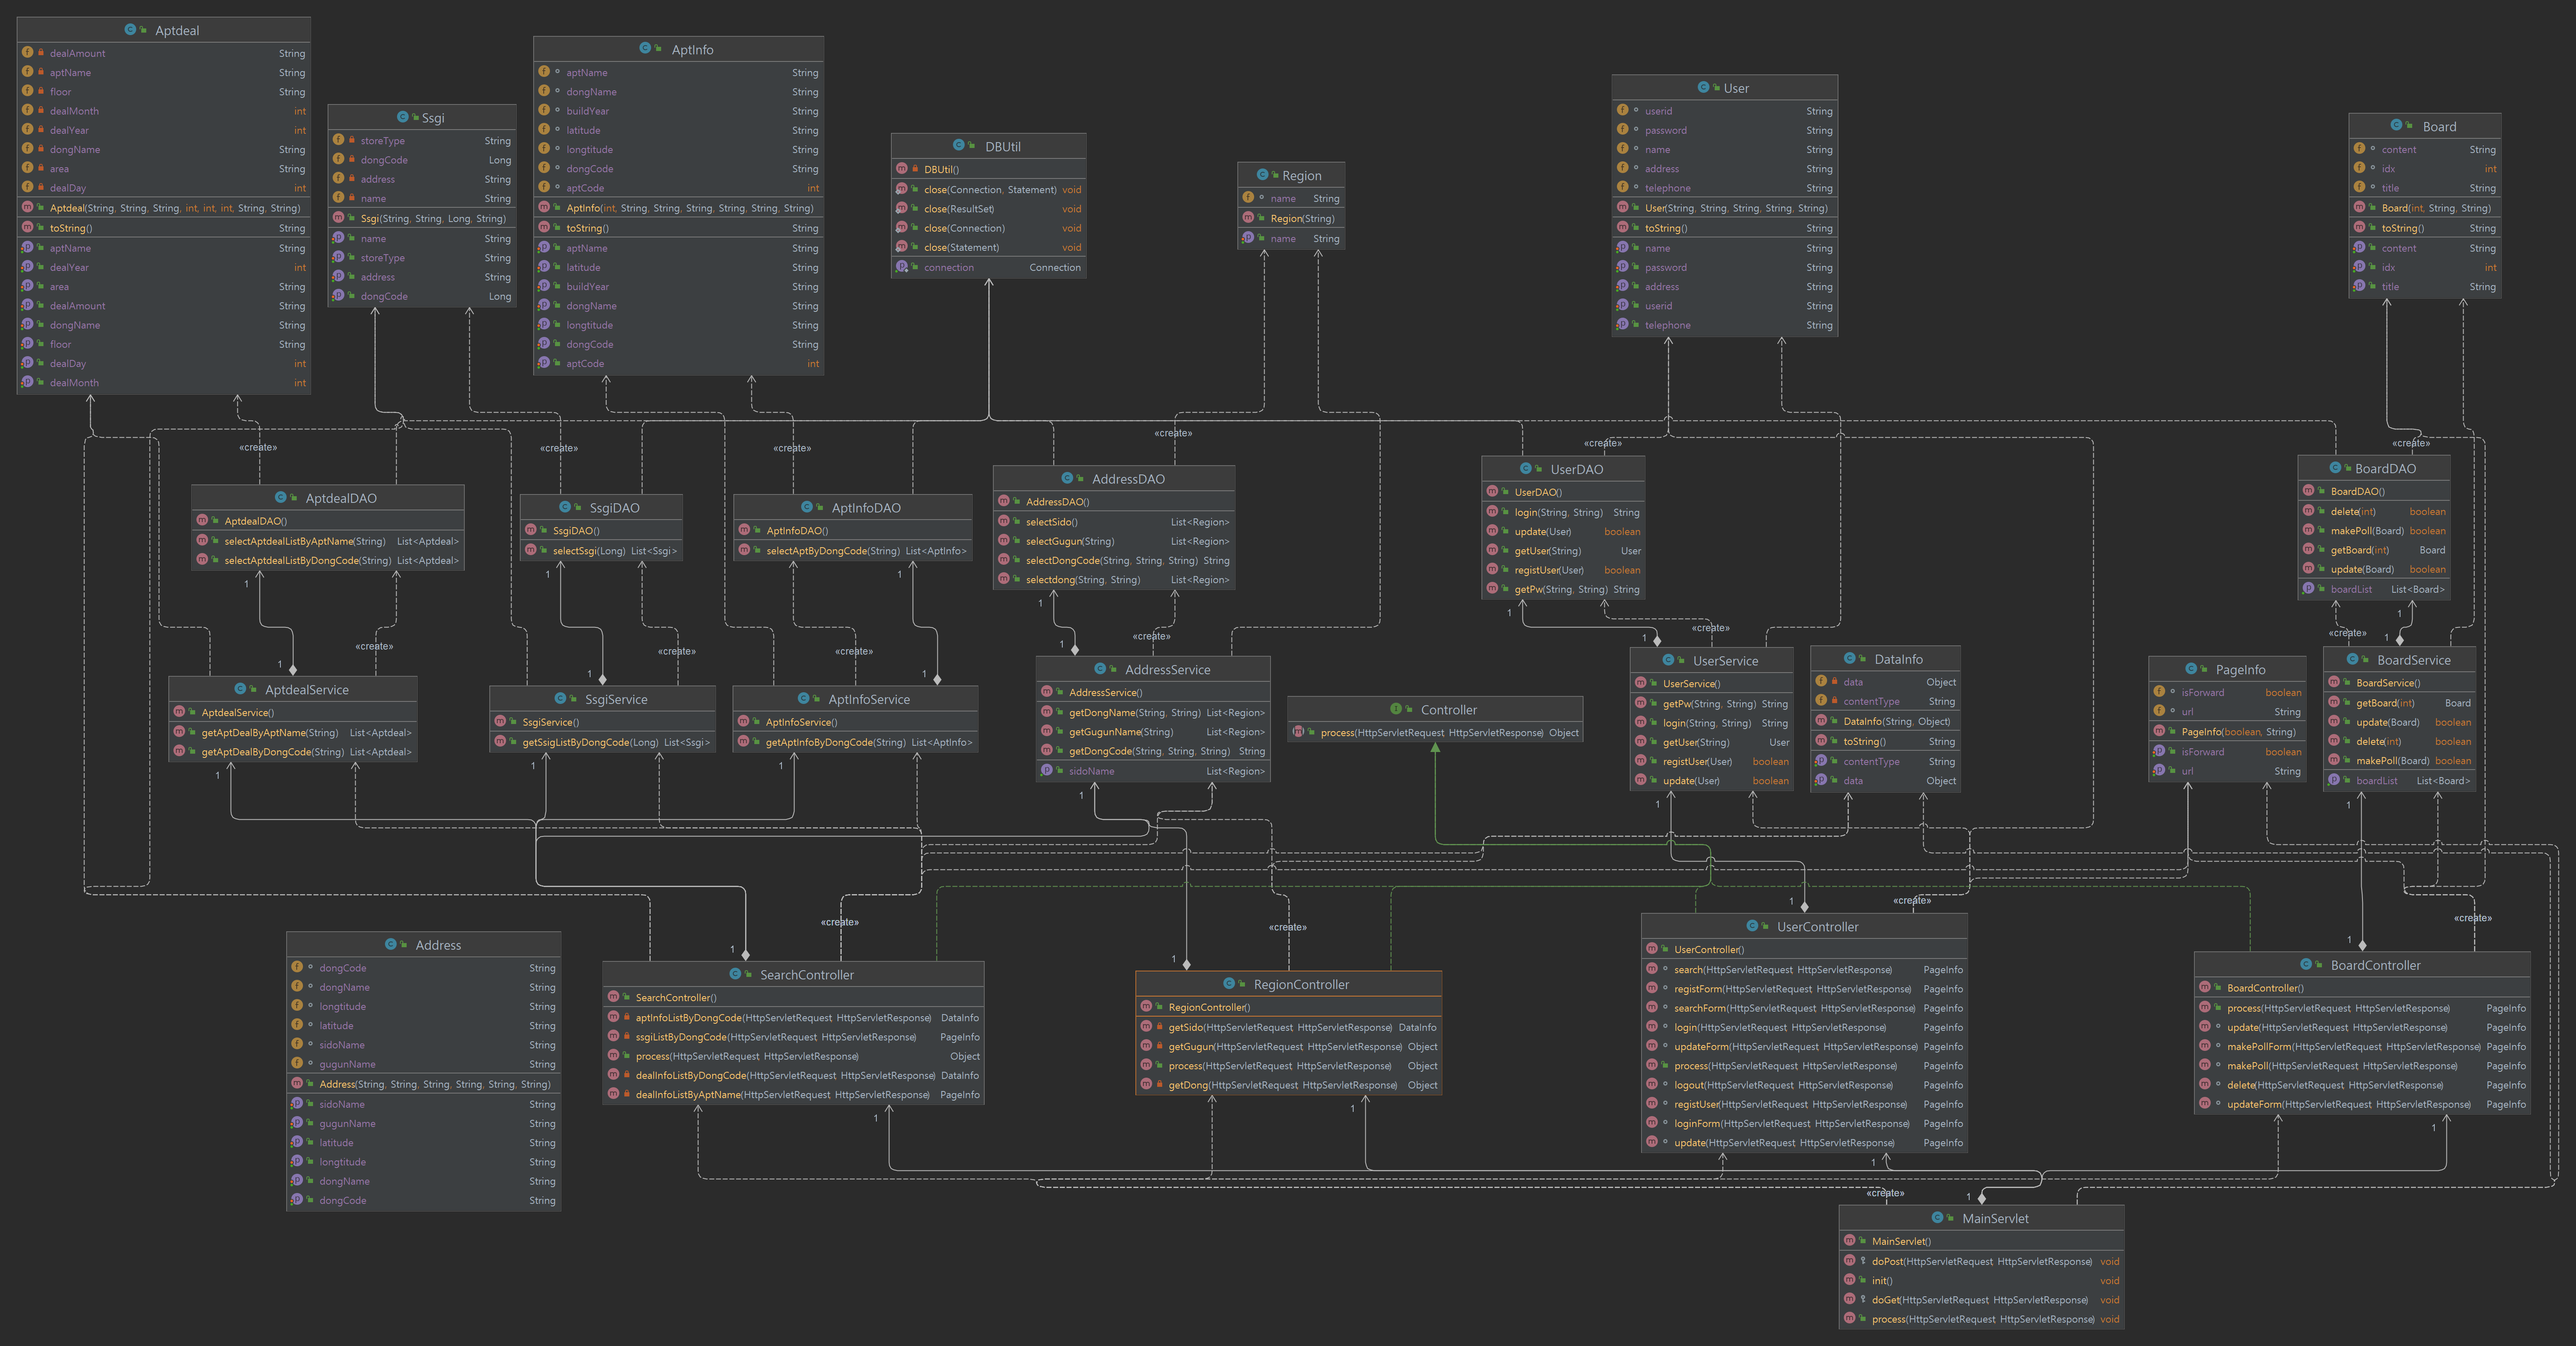 Aptdeal
dealAmount String
aptName String
floor String
dealMonth int
dealYear int
dongName String
area String
dealDay int
Aptdeal(String, String, String, int, int, int, String, String)
toString() String
aptName String
dealYear int
area String
dealAmount String
dongName String
floor String
dealDay int
dealMonth int
Ssgi
storeType String
dongCode Long
address String
name String
Ssgi(String, String, Long, String)
name String
storeType String
address String
dongCode Long
AptInfo
aptName String
dongName String
buildYear String
latitude String
longtitude String
dongCode String
aptCode int
AptInfo(int, String, String, String, String, String, String)
toString() String
aptName String
latitude String
buildYear String
dongName String
longtitude String
dongCode String
aptCode int
DBUtil
DBUtil()
close(Connection, Statement) void
close(ResultSet) void
close(Connection) void
close(Statement) void
connection Connection
Region
name String
Region(String)
name String
User
userid String
password String
name String
address String
telephone String
User(String, String, String, String, String)
toString() String
name String
password String
address String
userid String
telephone String
Board
content String
idx int
title String
Board(int, String, String)
toString() String
content String
idx int
title String
«create»
«create»
«create»
«create»
«create»
«create»
AptdealDAO
AptdealDAO()
selectAptdealListByAptName(String) List<Aptdeal>
selectAptdealListByDongCode(String) List<Aptdeal>
SsgiDAO
SsgiDAO()
selectSsgi(Long) List<Ssgi>
AptInfoDAO
AptInfoDAO()
selectAptByDongCode(String) List<AptInfo>
AddressDAO
AddressDAO()
selectSido() List<Region>
selectGugun(String) List<Region>
selectDongCode(String, String, String) String
selectdong(String, String) List<Region>
UserDAO
UserDAO()
login(String, String) String
update(User) boolean
getUser(String) User
registUser(User) boolean
getPw(String, String) String
BoardDAO
BoardDAO()
delete(int) boolean
makePoll(Board) boolean
getBoard(int) Board
update(Board) boolean
boardList List<Board>
1
1
«create»
1
1
«create»
1
1
«create»
1
1
«create»
1
1
«create»
1
1
«create»
AptdealService
AptdealService()
getAptDealByAptName(String) List<Aptdeal>
getAptDealByDongCode(String) List<Aptdeal>
SsgiService
SsgiService()
getSsigListByDongCode(Long) List<Ssgi>
AptInfoService
AptInfoService()
getAptInfoByDongCode(String) List<AptInfo>
AddressService
AddressService()
getDongName(String, String) List<Region>
getGugunName(String) List<Region>
getDongCode(String, String, String) String
sidoName List<Region>
Controller
process(HttpServletRequest HttpServletResponse) Object
UserService
UserService()
getPw(String, String) String
login(String, String) String
getUser(String) User
registUser(User) boolean
update(User) boolean
DataInfo
data Object
contentType String
DataInfo(String, Object)
toString() String
contentType String
data Object
PageInfo
isForward boolean
url String
PageInfo(boolean, String)
isForward boolean
url String
BoardService
BoardService()
getBoard(int) Board
update(Board) boolean
delete(int) boolean
makePoll(Board) boolean
boardList List<Board>
1
1
1
1
1
1
1
«create»
1
«create»
1
«create»
1
«create»
Address
dongCode String
dongName String
longtitude String
latitude String
sidoName String
gugunName String
Address(String, String, String, String, String, String)
sidoName String
gugunName String
latitude String
longtitude String
dongName String
dongCode String
SearchController
SearchController()
aptInfoListByDongCode(HttpServletRequest HttpServletResponse) DataInfo
ssgiListByDongCode(HttpServletRequest HttpServletResponse) PageInfo
process(HttpServletRequest HttpServletResponse) Object
dealInfoListByDongCode(HttpServletRequest HttpServletResponse) DataInfo
dealInfoListByAptName(HttpServletRequest HttpServletResponse) PageInfo
RegionController
RegionController()
getSido(HttpServletRequest HttpServletResponse) DataInfo
getGugun(HttpServletRequest HttpServletResponse) Object
process(HttpServletRequest HttpServletResponse) Object
getDong(HttpServletRequest HttpServletResponse) Object
UserController
UserController()
search(HttpServletRequest HttpServletResponse) PageInfo
registForm(HttpServletRequest HttpServletResponse) PageInfo
searchForm(HttpServletRequest HttpServletResponse) PageInfo
login(HttpServletRequest HttpServletResponse) PageInfo
updateForm(HttpServletRequest HttpServletResponse) PageInfo
process(HttpServletRequest HttpServletResponse) PageInfo
logout(HttpServletRequest HttpServletResponse) PageInfo
registUser(HttpServletRequest HttpServletResponse) PageInfo
loginForm(HttpServletRequest HttpServletResponse) PageInfo
update(HttpServletRequest HttpServletResponse) PageInfo
BoardController
BoardController()
process(HttpServletRequest HttpServletResponse) PageInfo
update(HttpServletRequest HttpServletResponse) PageInfo
makePollForm(HttpServletRequest HttpServletResponse) PageInfo
makePoll(HttpServletRequest HttpServletResponse) PageInfo
delete(HttpServletRequest HttpServletResponse) PageInfo
updateForm(HttpServletRequest HttpServletResponse) PageInfo
1
1
1
1
«create»
1
MainServlet
MainServlet()
doPost(HttpServletRequest HttpServletResponse) void
init() void
doGet(HttpServletRequest HttpServletResponse) void
process(HttpServletRequest HttpServletResponse) void